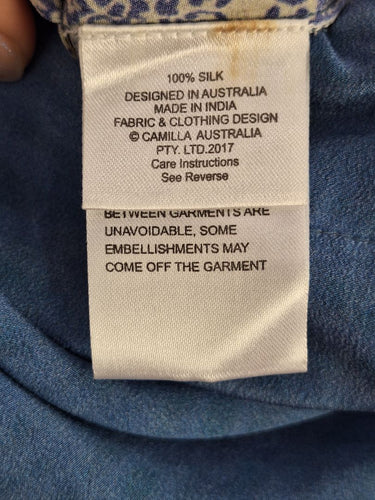 100% SILK
DESIGNED IN AUSTRALIA
MADE IN INDIA
FABRIC & CLOTHING DESIGN
© CAMILLA AUSTRALIA
PTY. LTD.2017
Care Instructions
See Reverse
BETWEEN GARMENTS ARE
UNAVOIDABLE, SOME
EMBELLISHMENTS MAY
COME OFF THE GARMENT